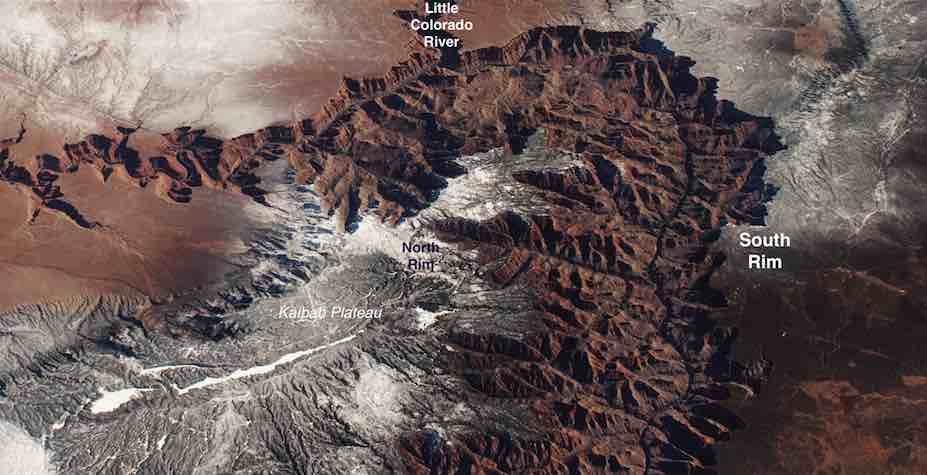 Little
Colorado
River
South
Rim
North
Rim
Kaibab Plateau